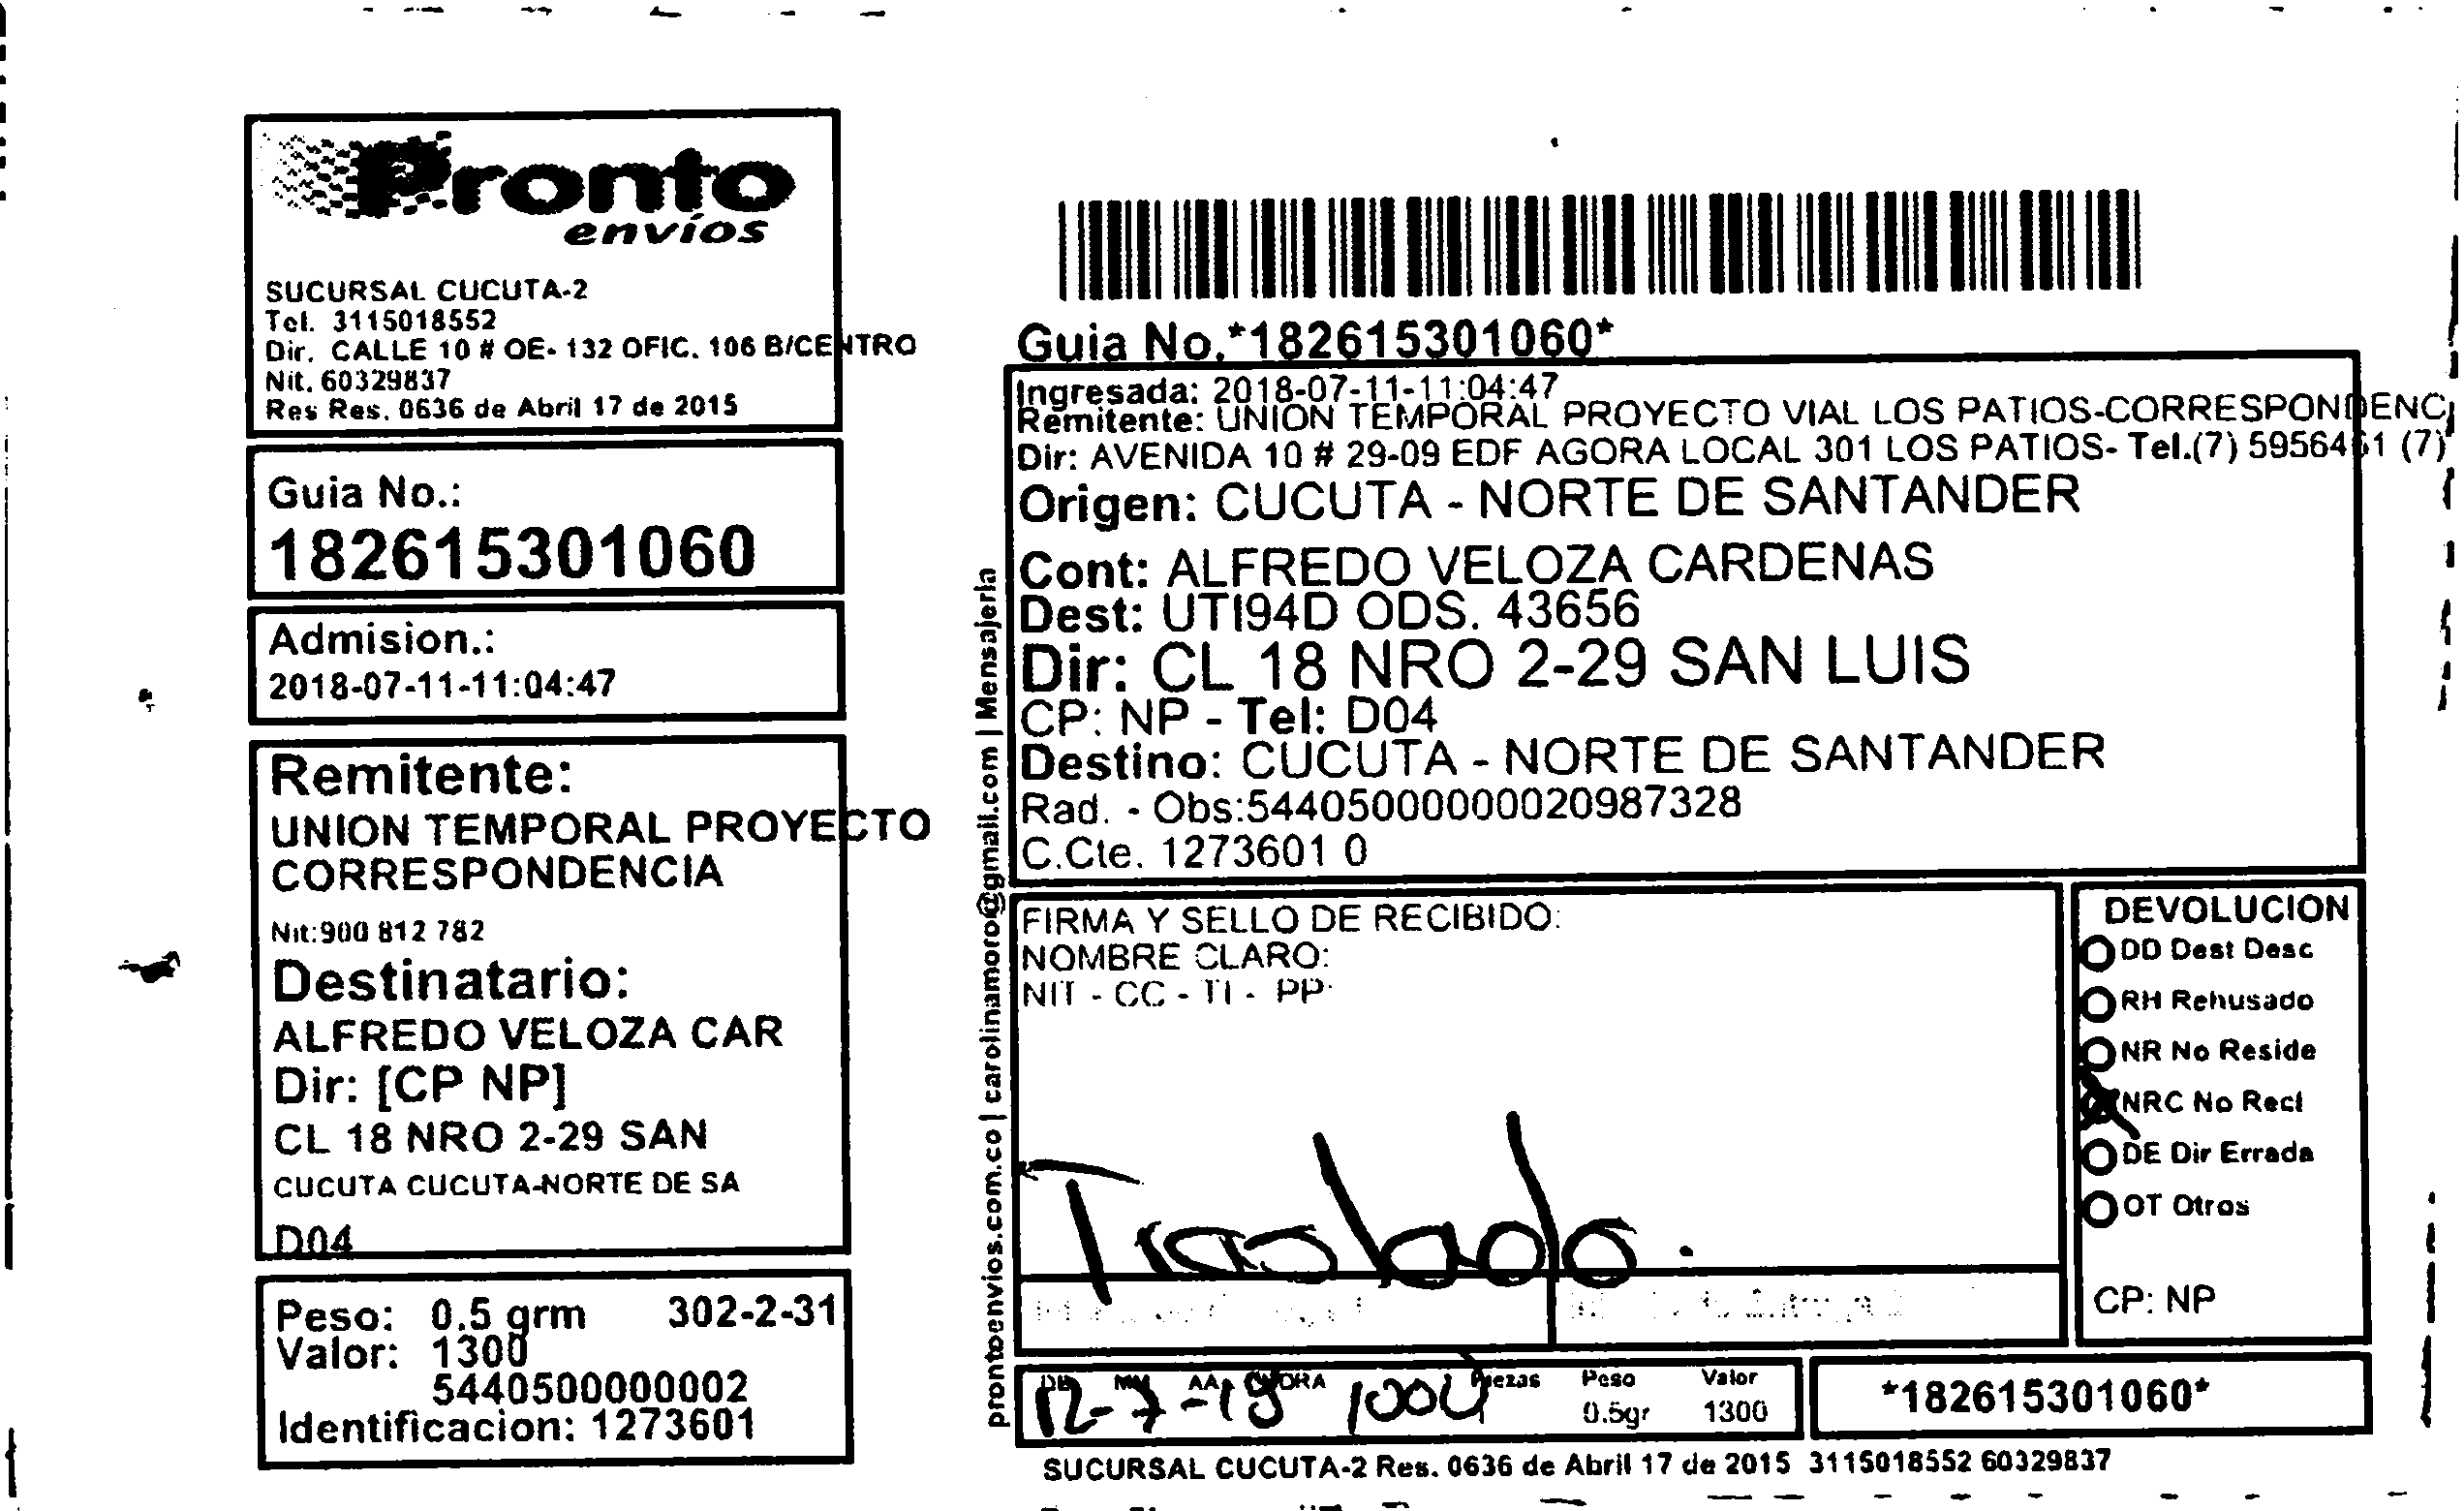 Pronto
envíos
SUCURSAL CUCUTA-2
Tel. 3115018552
Dir. CALLE 10 # OE- 132 OFIC. 106 B/CENTRO
Nit. 60329837
Res Res. 0636 de Abril 17 de 2015
Guia No.:
182615301060
Admision.:
2018-07-11-11:04:47
Remitente:
UNION TEMPORAL PROYECTO
CORRESPONDENCIA
Nit:900 812 782
Destinatario:
ALFREDO VELOZA CAR
Dir: [CP NP]
CL 18 NRO 2-29 SAN
CUCUTA CUCUTA-NORTE DE SA
D04
Peso: 0.5 grm 302-2-31
Valor: 1300
5440500000002
Identificacion: 1273601
prontoenvios.com.co | carolinamoro@gmail.com | Mensajeria
Guia No.*182615301060*
Ingresada: 2018-07-11-11:04:47
Remitente: UNION TEMPORAL PROYECTO VIAL LOS PATIOS-CORRESPONDENC
Dir: AVENIDA 10 # 29-09 EDF AGORA LOCAL 301 LOS PATIOS- Tel.(7) 5956461 (7)
Origen: CUCUTA - NORTE DE SANTANDER
Cont: ALFREDO VELOZA CARDENAS
Dest: UTI94D ODS. 43656
Dir: CL 18 NRO 2-29 SAN LUIS
CP: NP - Tel: D04
Destino: CUCUTA - NORTE DE SANTANDER
Rad. - Obs:544050000000020987328
C.Cte. 1273601 0
FIRMA Y SELLO DE RECIBIDO:
NOMBRE CLARO:
NIT - CC - TI - PP
Traslado.
DEVOLUCION
DD Dest Desc
RH Rehusado
NR No Reside
NRC No Recl
DE Dir Errada
OT Otros
CP: NP
DD MM AA HORA Piezas Peso Valor
12-7-18 1000 0.5gr 1300
*182615301060*
SUCURSAL CUCUTA-2 Res. 0636 de Abril 17 de 2015 3115018552 60329837